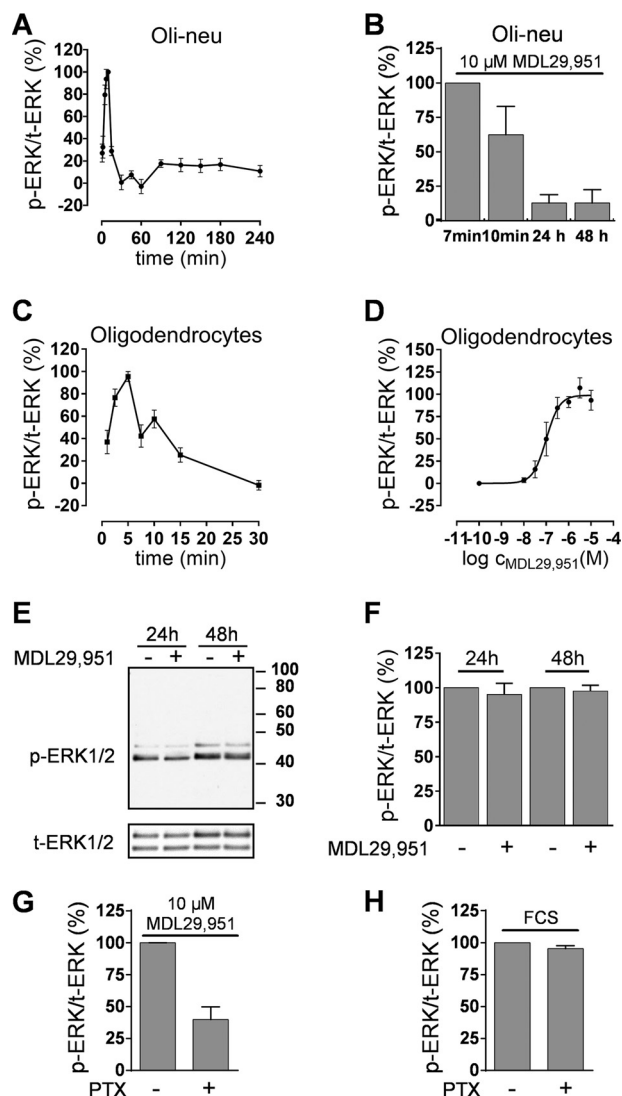 A
Oli-neu
p-ERK/t-ERK (%)
120
100
80
60
40
20
0
-20
0 60 120 180 240
time (min)
B
Oli-neu
10 µM MDL29,951
p-ERK/t-ERK (%)
125
100
75
50
25
0
7min 10min 24 h 48 h
C
Oligodendrocytes
p-ERK/t-ERK (%)
120
100
80
60
40
20
0
-20
0 5 10 15 20 25 30
time (min)
D
Oligodendrocytes
p-ERK/t-ERK (%)
150
125
100
75
50
25
0
-25
-11 -10 -9 -8 -7 -6 -5 -4
log cMDL29,951(M)
E
24h 48h
MDL29,951 - + - +
100
80
60
50
40
30
p-ERK1/2
t-ERK1/2
F
p-ERK/t-ERK (%)
125
100
75
50
25
0
24h 48h
MDL29,951 - + - +
G
10 µM
MDL29,951
p-ERK/t-ERK (%)
125
100
75
50
25
0
PTX - +
H
FCS
p-ERK/t-ERK (%)
125
100
75
50
25
0
PTX - +